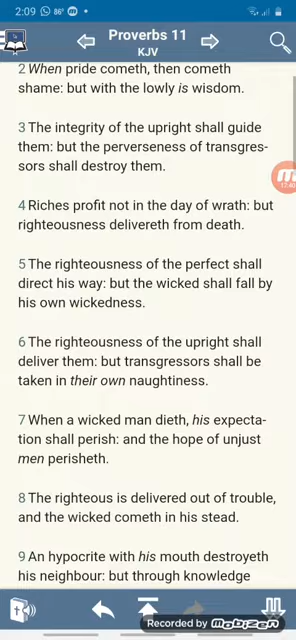 2:09 86°
Proverbs 11
KJV
2 When pride cometh, then cometh
shame: but with the lowly is wisdom.
3 The integrity of the upright shall guide
them: but the perverseness of transgres-
sors shall destroy them.
17:40
4 Riches profit not in the day of wrath: but
righteousness delivereth from death.
5 The righteousness of the perfect shall
direct his way: but the wicked shall fall by
his own wickedness.
6 The righteousness of the upright shall
deliver them: but transgressors shall be
taken in their own naughtiness.
7 When a wicked man dieth, his expecta-
tion shall perish: and the hope of unjust
men perisheth.
8 The righteous is delivered out of trouble,
and the wicked cometh in his stead.
9 An hypocrite with his mouth destroyeth
his neighbour: but through knowledge
Recorded by Mobizen